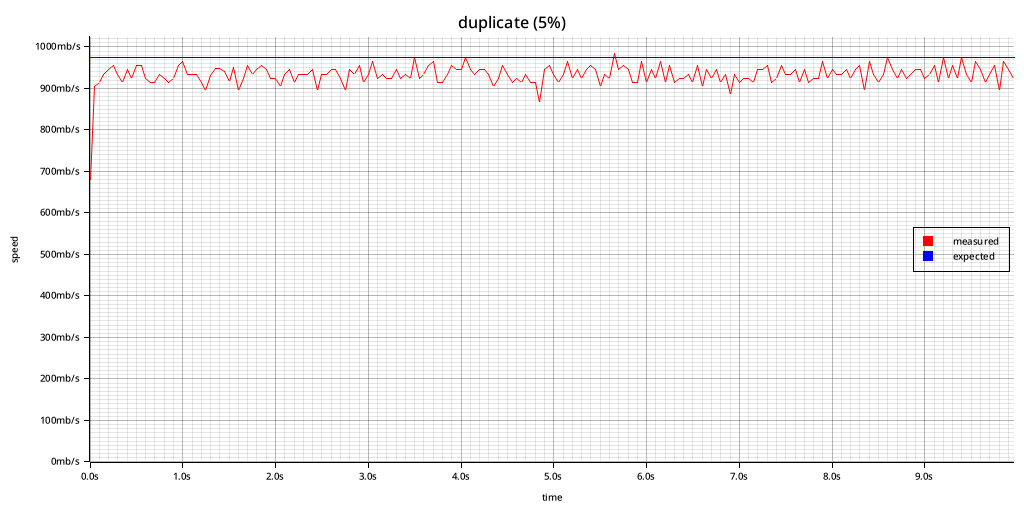 duplicate (5%)
1000mb/s
900mb/s
800mb/s
700mb/s
600mb/s
500mb/s
400mb/s
300mb/s
200mb/s
100mb/s
0mb/s
speed
measured
expected
0.0s 1.0s 2.0s 3.0s 4.0s 5.0s 6.0s 7.0s 8.0s 9.0s
time